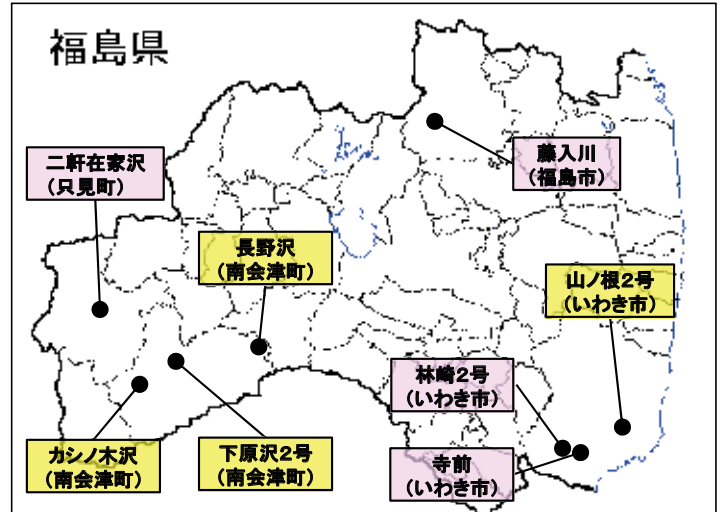 福島県
藤入川
(福島市)
二軒在家沢
(只見町)
長野沢
(南会津町)
山ノ根2号
(いわき市)
林崎2号
(いわき市)
カシノ木沢
(南会津町)
下原沢2号
(南会津町)
寺前
(いわき市)